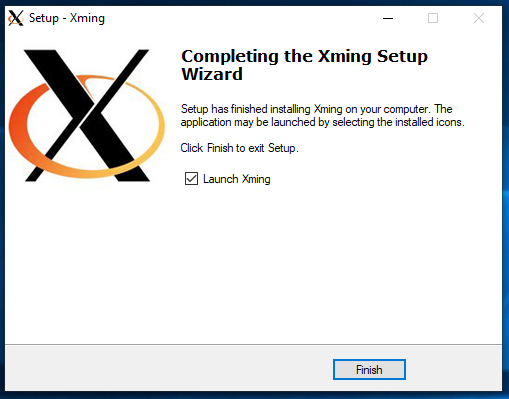 Setup - Xming
Completing the Xming Setup
Wizard
Setup has finished installing Xming on your computer. The
application may be launched by selecting the installed icons.
Click Finish to exit Setup.
Launch Xming
Finish